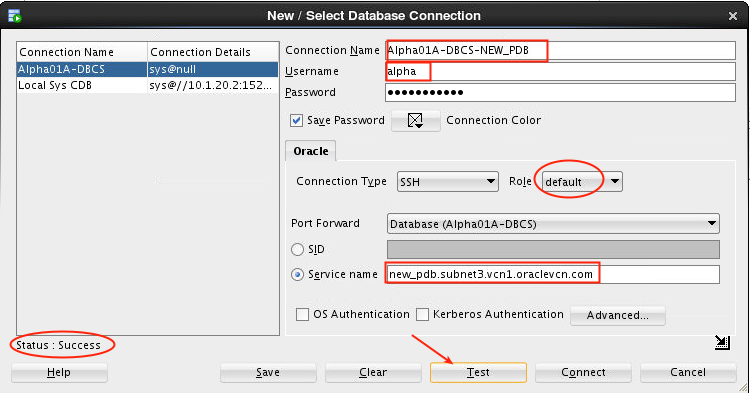 New / Select Database Connection
Connection Name Connection Details
Alpha01A-DBCS sys@null
Local Sys CDB sys@//10.1.20.2:152...
Connection Name Alpha01A-DBCS-NEW_PDB
Username alpha
Password ●●●●●●●●●●●
Save Password Connection Color
Oracle
Connection Type SSH Role default
Port Forward Database (Alpha01A-DBCS)
SID
Service name new_pdb.subnet3.vcn1.oraclevcn.com
OS Authentication Kerberos Authentication Advanced...
Status : Success
Help Save Clear Test Connect Cancel